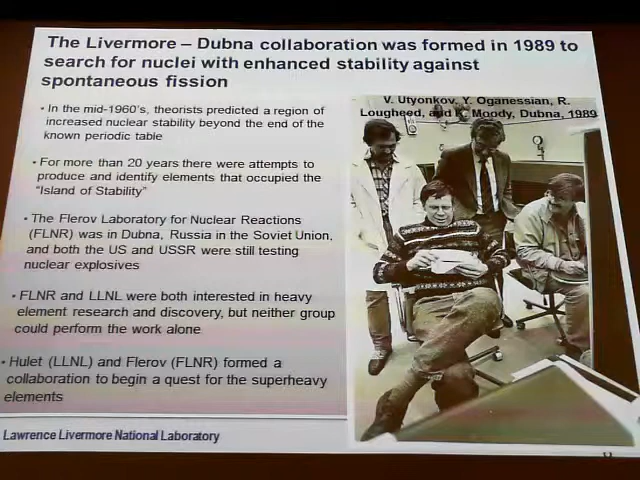 The Livermore – Dubna collaboration was formed in 1989 to
search for nuclei with enhanced stability against
spontaneous fission
V. Utyonkov, Y. Oganessian, R.
Lougheed, and K. Moody, Dubna, 1989
• In the mid-1960's, theorists predicted a region of
increased nuclear stability beyond the end of the
known periodic table
• For more than 20 years there were attempts to
produce and identify elements that occupied the
"Island of Stability"
• The Flerov Laboratory for Nuclear Reactions
(FLNR) was in Dubna, Russia in the Soviet Union,
and both the US and USSR were still testing
nuclear explosives
• FLNR and LLNL were both interested in heavy
element research and discovery, but neither group
could perform the work alone
• Hulet (LLNL) and Flerov (FLNR) formed a
collaboration to begin a quest for the superheavy
elements
Lawrence Livermore National Laboratory